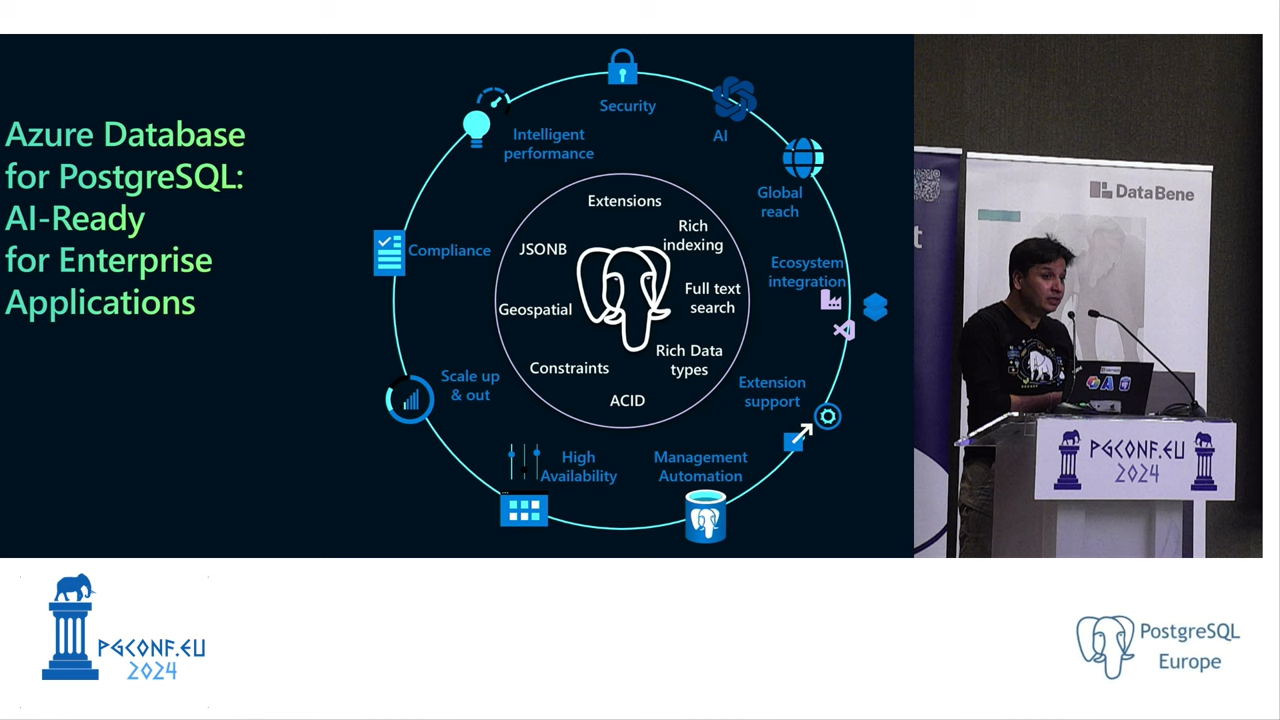 Azure Database
for PostgreSQL:
AI-Ready
for Enterprise
Applications
Security
AI
Intelligent
performance
Global
reach
Compliance
Ecosystem
integration
Scale up
& out
Extension
support
High
Availability
Management
Automation
Extensions
Rich
indexing
JSONB
Full text
search
Geospatial
Rich Data
types
Constraints
ACID
DataBene
t
PGCONF.EU
2024
PGCONF.EU
2024
PostgreSQL
Europe